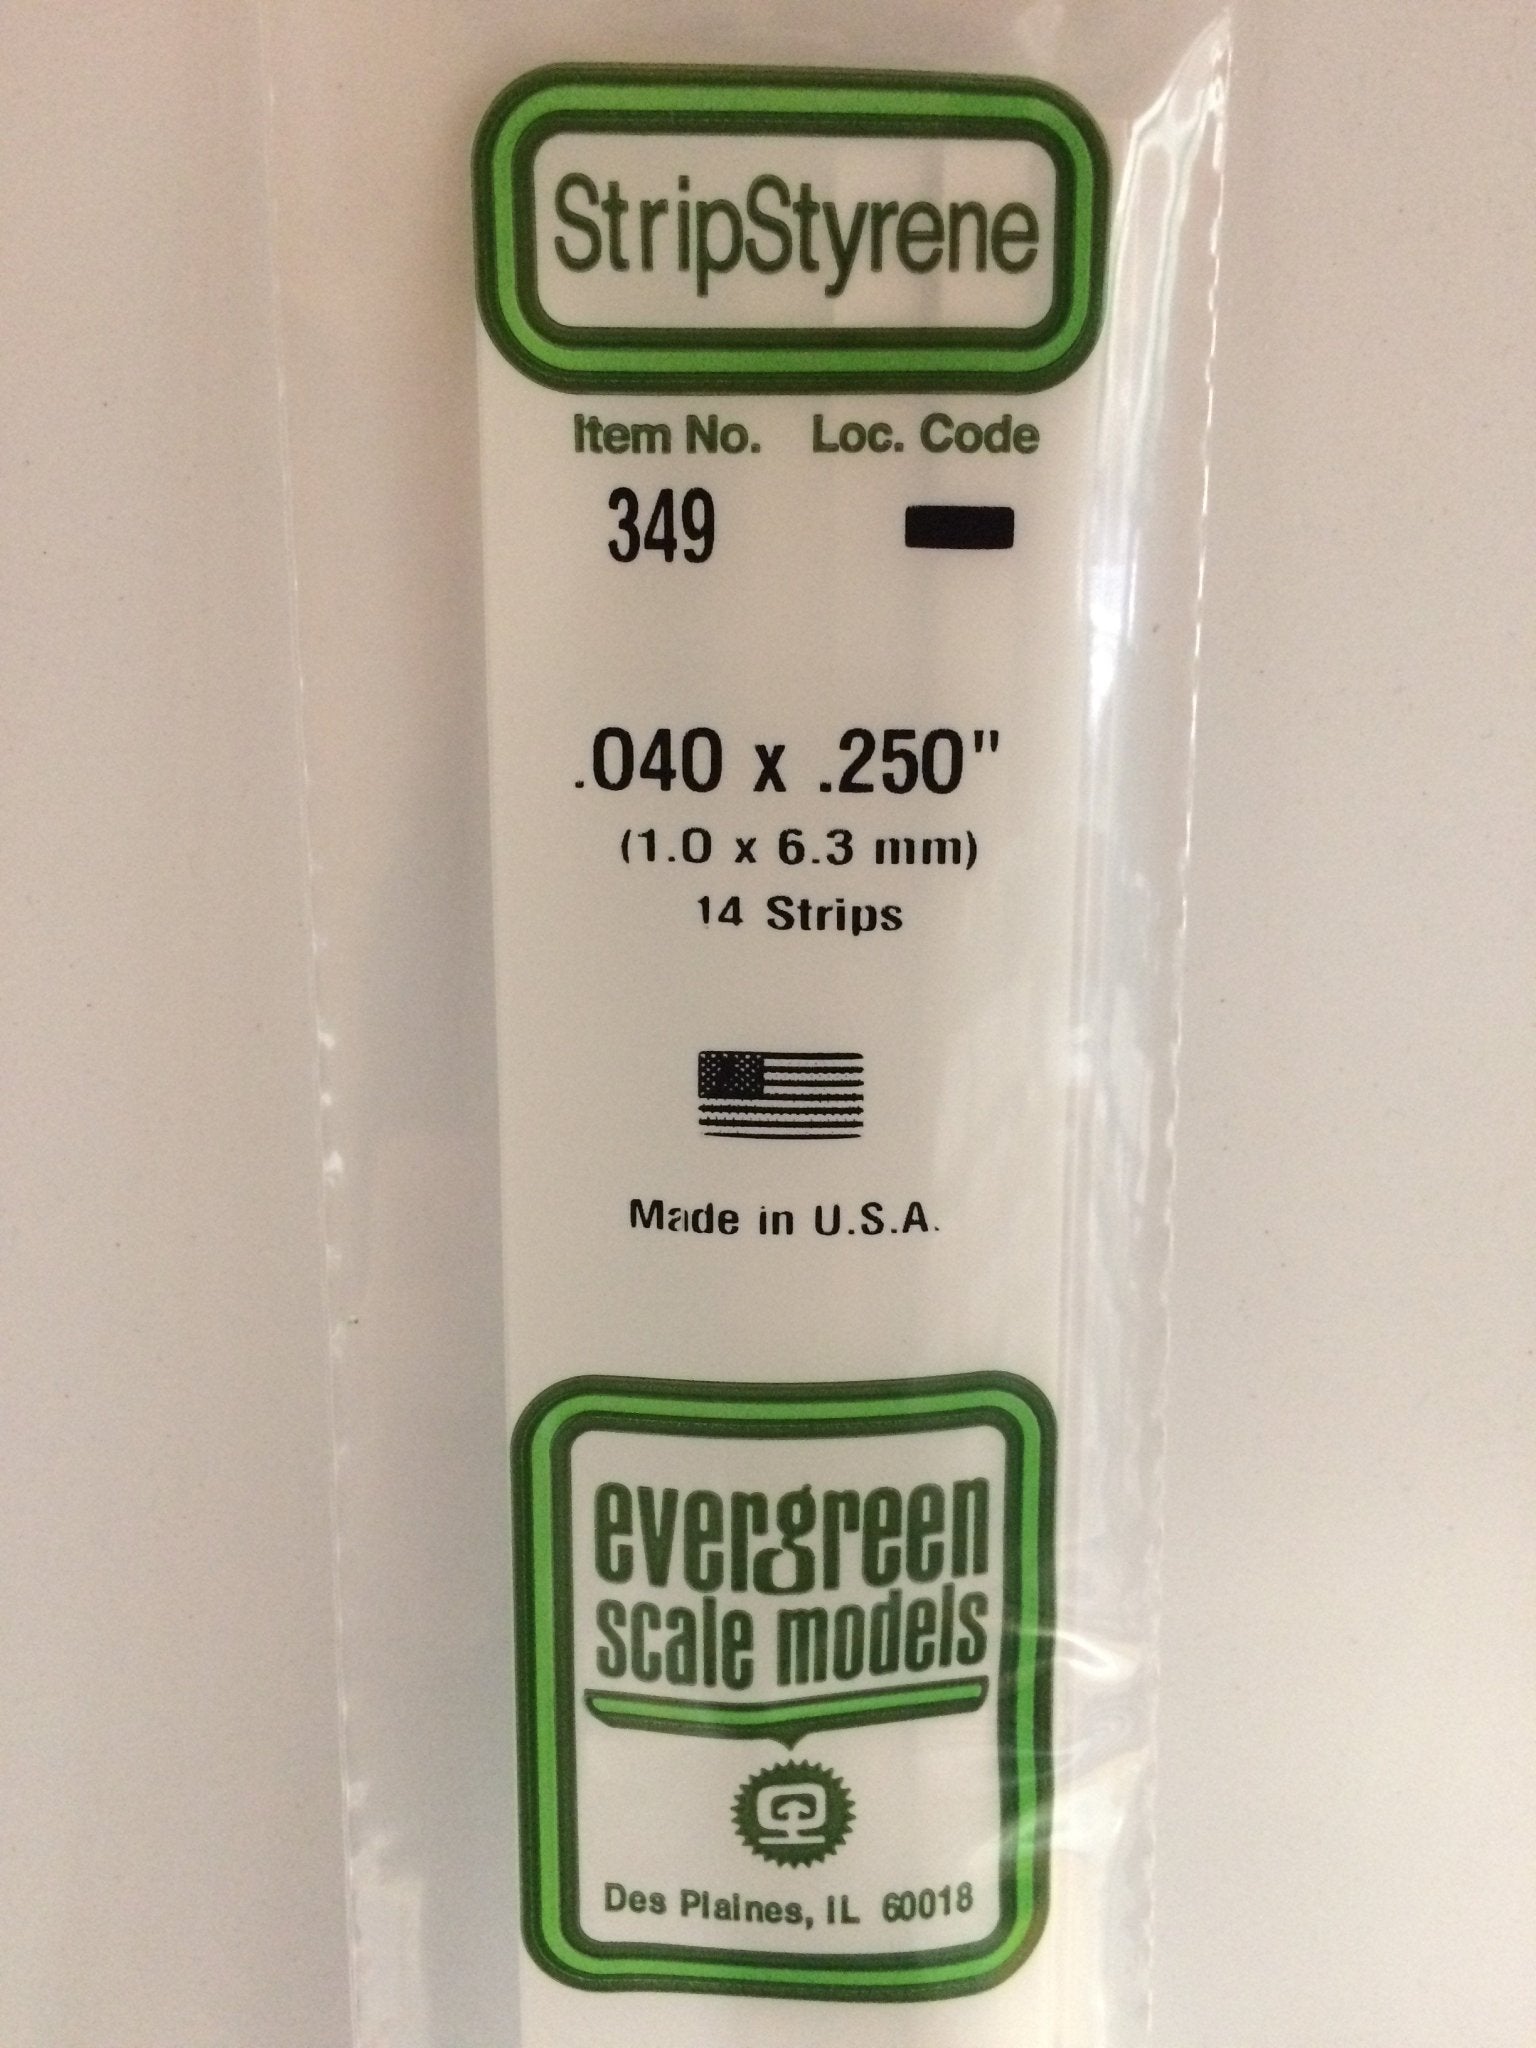 StripStyrene
Item No. Loc. Code
349
.040 x .250"
(1.0 x 6.3 mm)
14 Strips
Made in U.S.A.
evergreen
scale models
Des Plaines, IL 60018